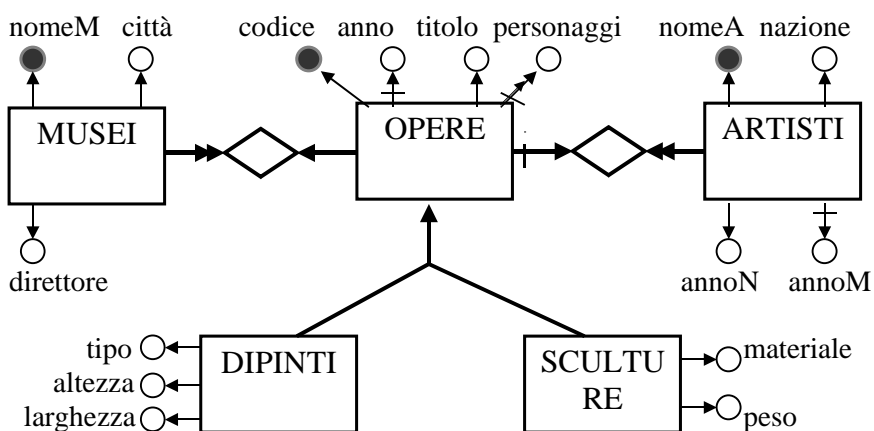 nomeM città codice anno titolo personaggi nomeA nazione
MUSEI OPERE ARTISTI
direttore annoN annoM
tipo DIPINTI SCULTU materiale
altezza RE
larghezza peso